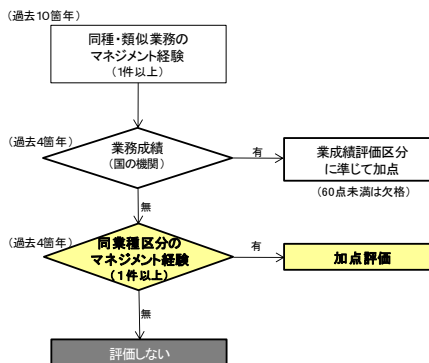 (過去10箇年)
同種・類似業務の
マネジメント経験
(1件以上)
(過去4箇年)
業務成績
(国の機関)
有
業成績評価区分
に準じて加点
(60点未満は欠格)
無
(過去4箇年)
同業種区分の
マネジメント経験
(1件以上)
有
加点評価
無
評価しない